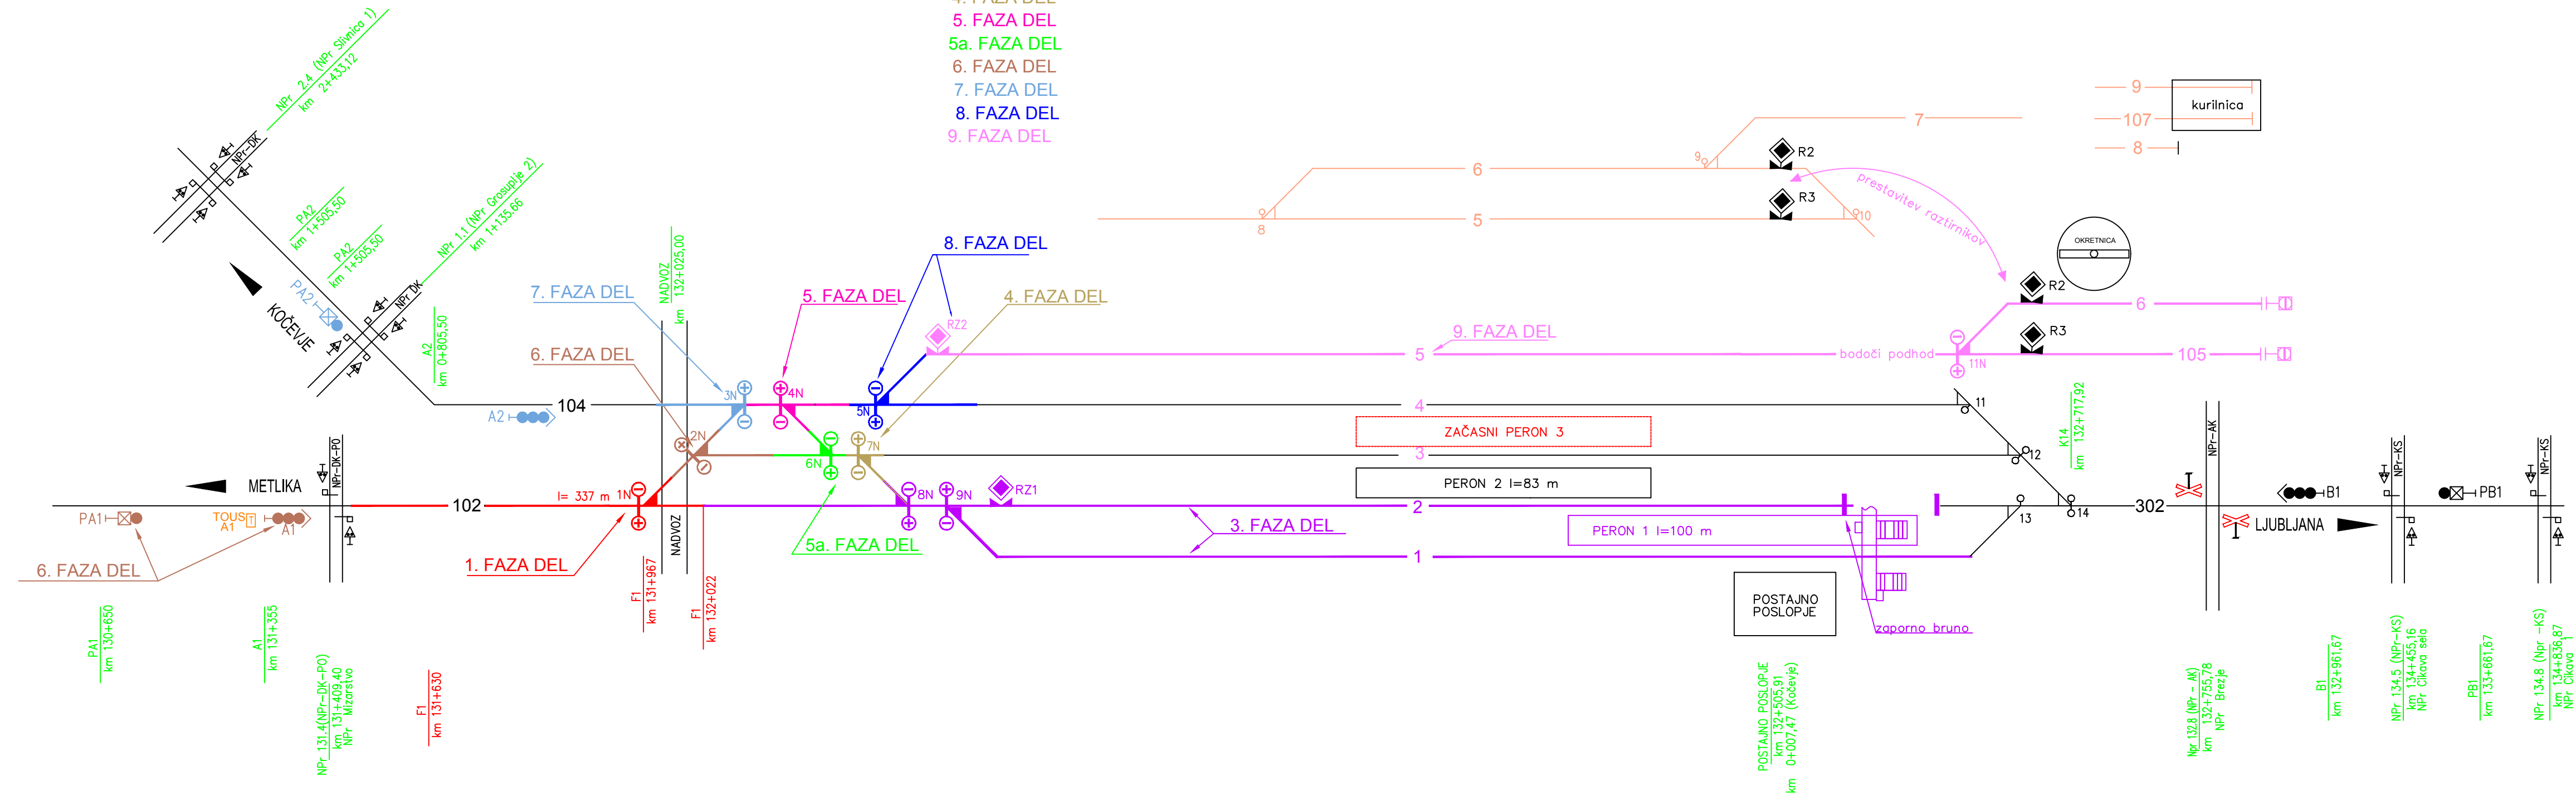 4. FAZA DEL
5. FAZA DEL
5a. FAZA DEL
6. FAZA DEL
7. FAZA DEL
8. FAZA DEL
9. FAZA DEL
NPr 2.4 (NPr Slivnica 1)
km 2+433,12
NPr-DK
PA2
km 1+505,50
PA2
km 1+505,50
NPr 1.1 (NPr Grosuplje 2)
km 1+135.66
NPr DK
PA2
KOČEVJE
A2
km 0+805,50
NADVOZ
km 132+025,00
9
107
8
kurilnica
7
9
6
R2
R3
5
8
10
prestavitev raztirnikov
OKRETNICA
8. FAZA DEL
7. FAZA DEL
5. FAZA DEL
4. FAZA DEL
6. FAZA DEL
9. FAZA DEL
RZ2
R2
6
R3
5
bodoči podhod
105
11N
A2
104
3N
4N
5N
4
11
K14
km 132+717,92
ZAČASNI PERON 3
2N
6N
7N
3
12
PERON 2 l=83 m
METLIKA
NPr-DK-PO
102
l= 337 m
1N
8N
9N
RZ1
2
13
14
302
NPr-AK
B1
NPr-KS
PB1
NPr-KS
PA1
TOUS T
A1
A1
NADVOZ
PERON 1 l=100 m
LJUBLJANA
3. FAZA DEL
1
5a. FAZA DEL
1. FAZA DEL
6. FAZA DEL
POSTAJNO
POSLOPJE
zaporno bruno
PA1
km 130+650
A1
km 131+355
NPr 131.4(NPr-DK-PO)
km 131+409,40
NPr Mizarstvo
F1
km 131+630
F1
km 131+967
F1
km 132+022
POSTAJNO POSLOPJE
km 132+505,91
km 0+007,47 (Kočevje)
Npr 132.8 (NPr - AK)
km 132+755,78
NPr Brezje
B1
km 132+961,67
NPr 134.5 (NPr-KS)
km 134+455,16
NPr Cikava sela
PB1
km 133+661,67
NPr 134.8 (Npr -KS)
km 134+836,87
NPr Cikava 1